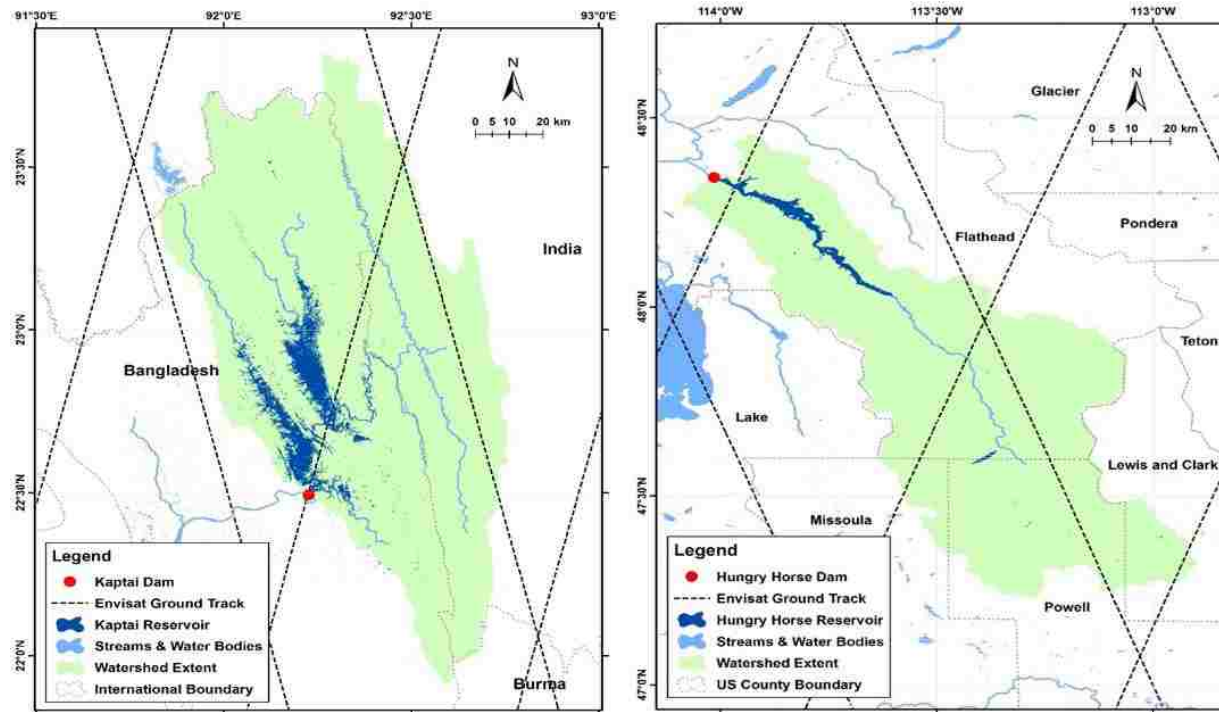 91°30'E 92°0'E 92°30'E 93°0'E
23°30'N
23°0'N
22°30'N
22°0'N
N
0 5 10 20 km
India
Bangladesh
Burma
Legend
Kaptai Dam
Envisat Ground Track
Kaptai Reservoir
Streams & Water Bodies
Watershed Extent
International Boundary
114°0'W 113°30'W 113°0'W
48°30'N
48°0'N
47°30'N
47°0'N
N
0 5 10 20 km
Glacier
Pondera
Flathead
Teton
Lake
Lewis and Clark
Missoula
Powell
Legend
Hungry Horse Dam
Envisat Ground Track
Hungry Horse Reservoir
Streams & Water Bodies
Watershed Extent
US County Boundary